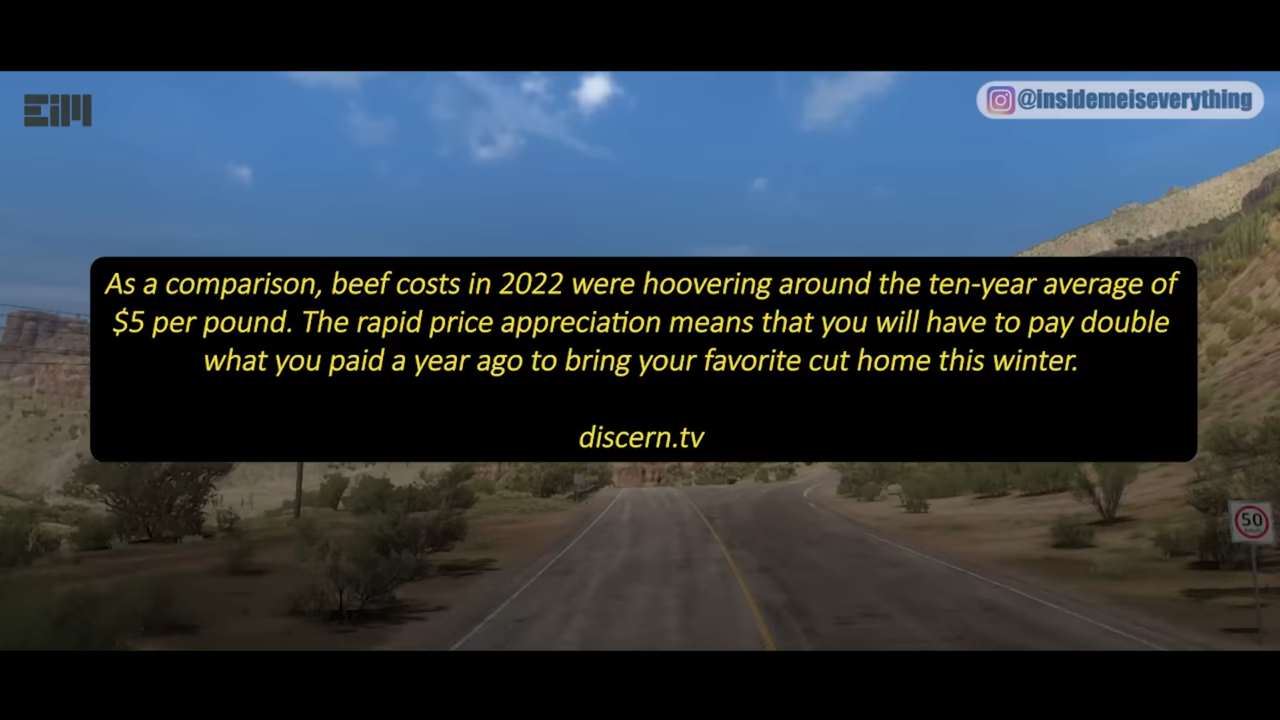 EiM
@insidemeiseverything
As a comparison, beef costs in 2022 were hoovering around the ten-year average of
$5 per pound. The rapid price appreciation means that you will have to pay double
what you paid a year ago to bring your favorite cut home this winter.
discern.tv
50